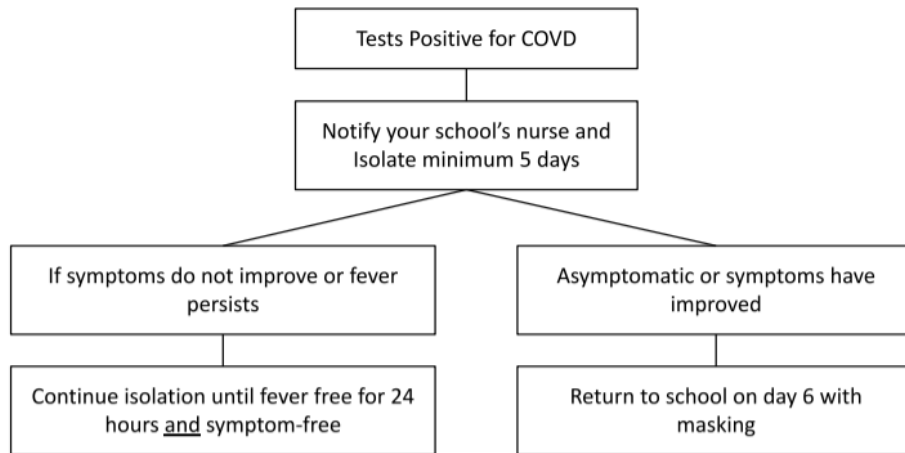 Tests Positive for COVD
Notify your school's nurse and
Isolate minimum 5 days
If symptoms do not improve or fever
persists
Asymptomatic or symptoms have
improved
Continue isolation until fever free for 24
hours and symptom-free
Return to school on day 6 with
masking